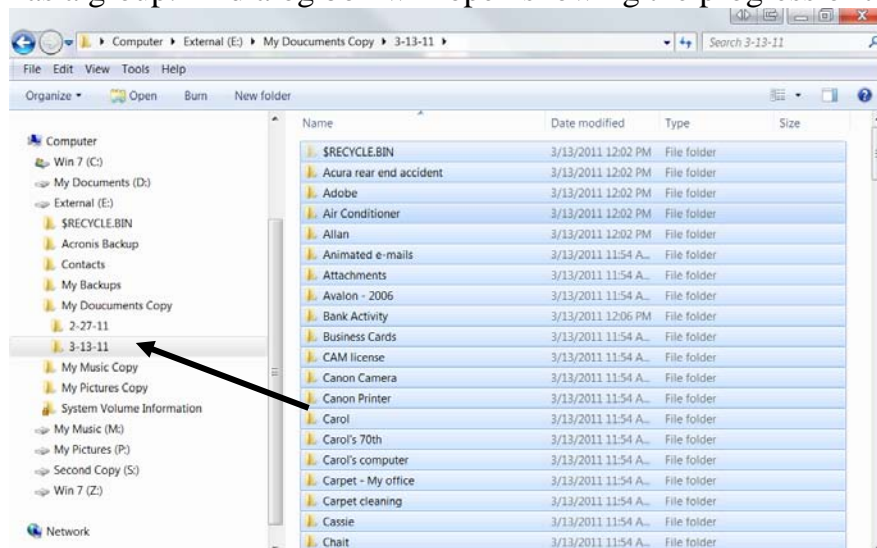 Computer ▸ External (E:) ▸ My Doucuments Copy ▸ 3-13-11 ▸
Search 3-13-11
File Edit View Tools Help
Organize Open Burn New folder
Name Date modified Type Size
Computer
Win 7 (C:)
My Documents (D:)
External (E:)
$RECYCLE.BIN
Acronis Backup
Contacts
My Backups
My Doucuments Copy
2-27-11
3-13-11
My Music Copy
My Pictures Copy
System Volume Information
My Music (M:)
My Pictures (P:)
Second Copy (S:)
Win 7 (Z:)
Network
$RECYCLE.BIN 3/13/2011 12:02 PM File folder
Acura rear end accident 3/13/2011 12:02 PM File folder
Adobe 3/13/2011 12:02 PM File folder
Air Conditioner 3/13/2011 12:02 PM File folder
Allan 3/13/2011 12:02 PM File folder
Animated e-mails 3/13/2011 11:54 A... File folder
Attachments 3/13/2011 11:54 A... File folder
Avalon - 2006 3/13/2011 11:54 A... File folder
Bank Activity 3/13/2011 12:06 PM File folder
Business Cards 3/13/2011 11:54 A... File folder
CAM license 3/13/2011 11:54 A... File folder
Canon Camera 3/13/2011 11:54 A... File folder
Canon Printer 3/13/2011 11:54 A... File folder
Carol 3/13/2011 11:54 A... File folder
Carol's 70th 3/13/2011 11:54 A... File folder
Carol's computer 3/13/2011 11:54 A... File folder
Carpet - My office 3/13/2011 11:54 A... File folder
Carpet cleaning 3/13/2011 11:54 A... File folder
Cassie 3/13/2011 11:54 A... File folder
Chait 3/13/2011 11:54 A... File folder